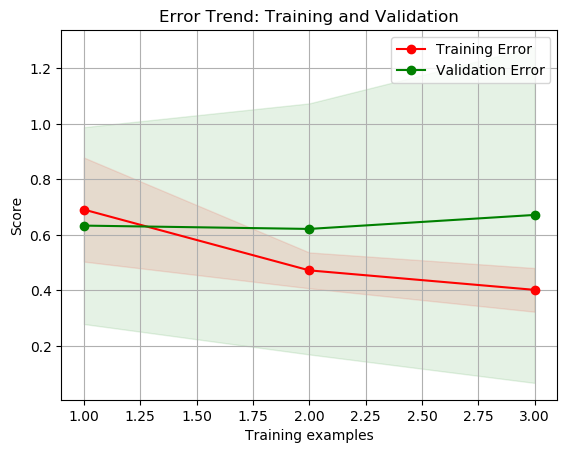 Error Trend: Training and Validation
Training Error
Validation Error
Score
1.2
1.0
0.8
0.6
0.4
0.2
1.00 1.25 1.50 1.75 2.00 2.25 2.50 2.75 3.00
Training examples